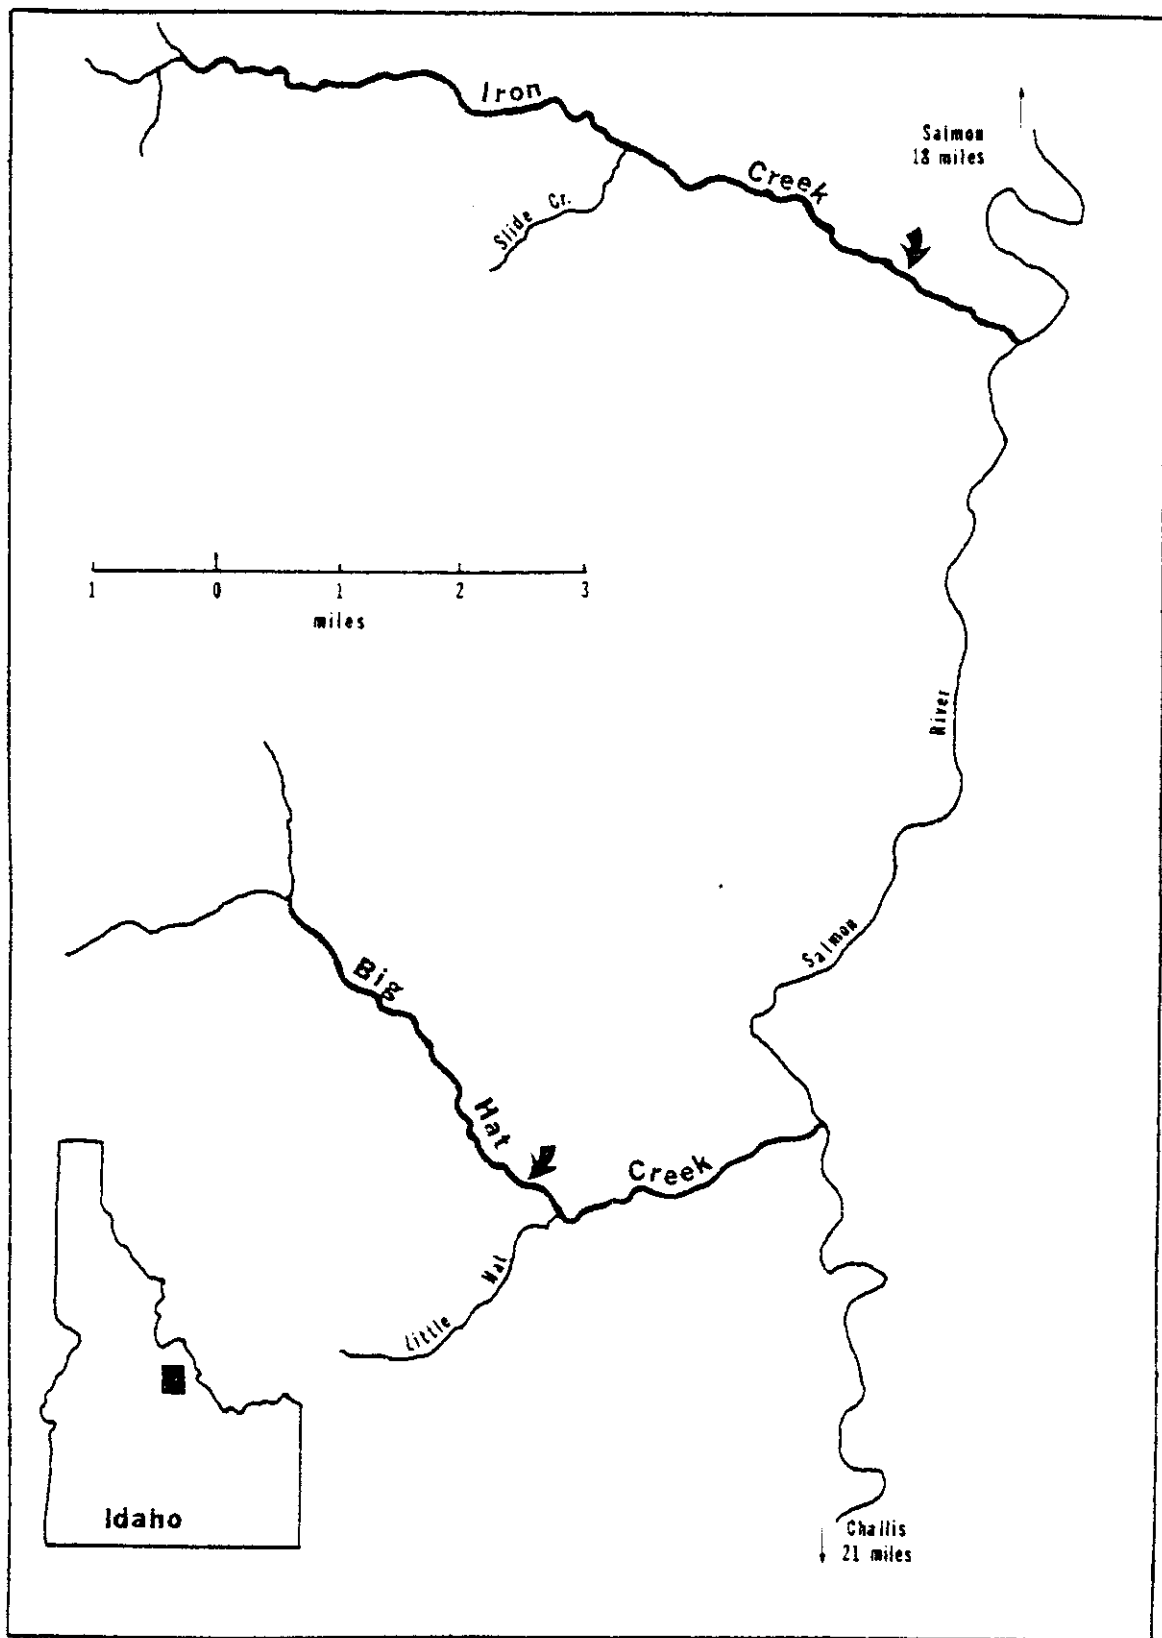 Iron
Creek
Salmon
18 miles
Slide Cr.
1 0 1 2 3
miles
River
Salmon
Big
Hat
Creek
Little Hat
Idaho
Challis
21 miles